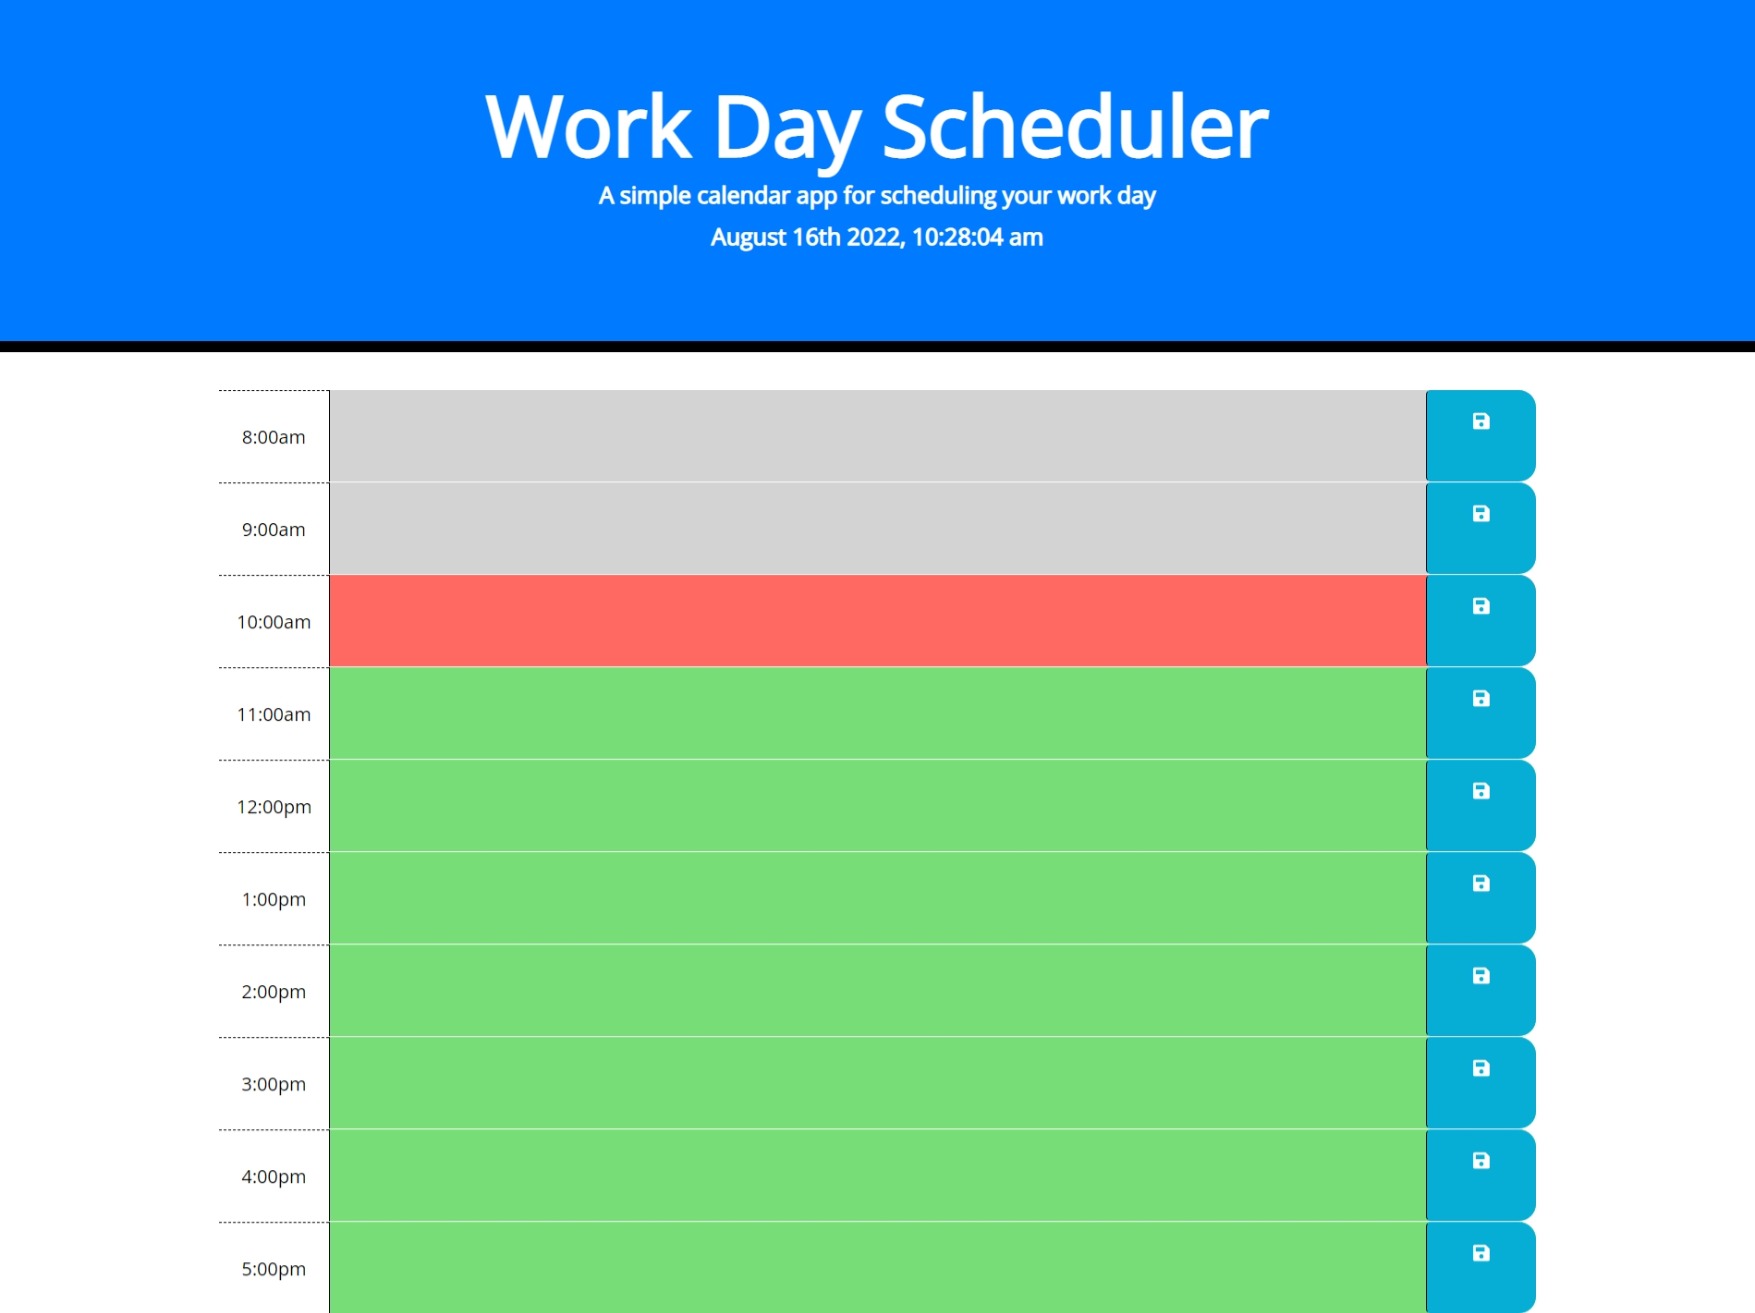 Work Day Scheduler
A simple calendar app for scheduling your work day
August 16th 2022, 10:28:04 am
8:00am
9:00am
10:00am
11:00am
12:00pm
1:00pm
2:00pm
3:00pm
4:00pm
5:00pm